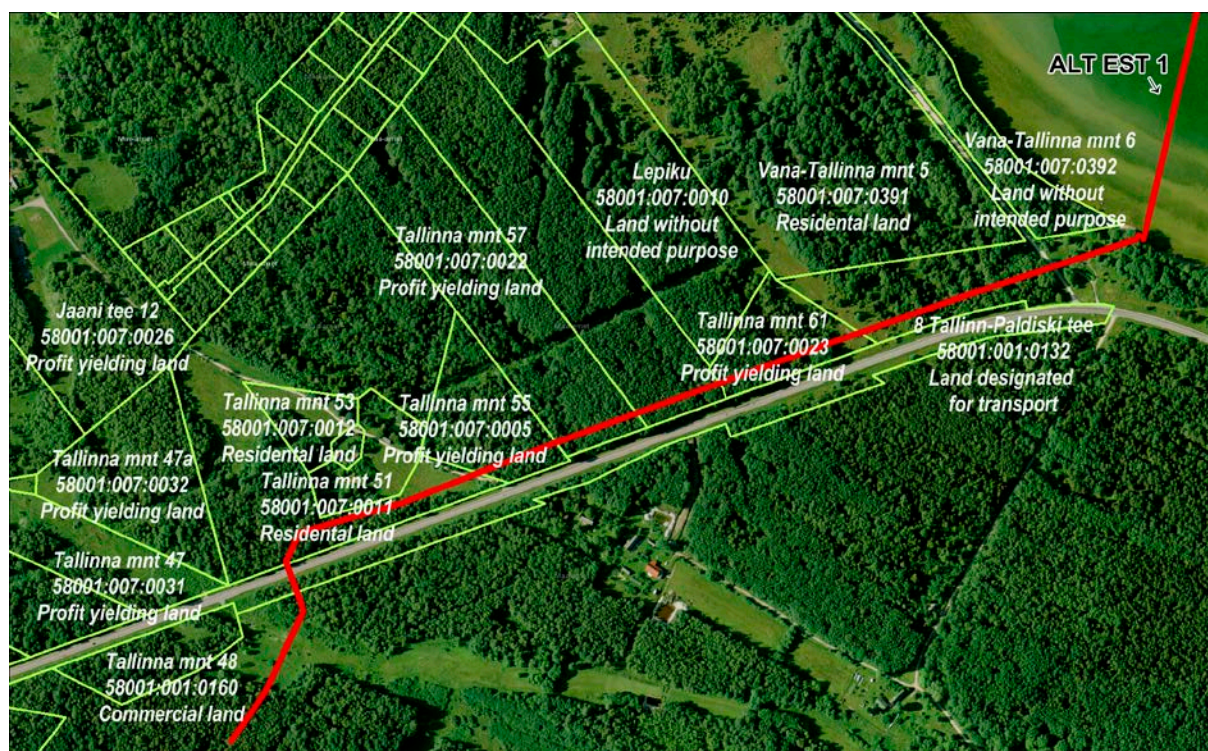 ALT EST 1
Vana-Tallinna mnt 6
58001:007:0392
Land without
intended purpose
Vana-Tallinna mnt 5
58001:007:0391
Residental land
Lepiku
58001:007:0010
Land without
intended purpose
Tallinna mnt 57
58001:007:0022
Profit yielding land
Jaani tee 12
58001:007:0026
Profit yielding land
Tallinna mnt 61
58001:007:0023
Profit yielding land
8 Tallinn-Paldiski tee
58001:001:0132
Land designated
for transport
Tallinna mnt 53
58001:007:0012
Residental land
Tallinna mnt 55
58001:007:0005
Profit yielding land
Tallinna mnt 47a
58001:007:0032
Profit yielding land
Tallinna mnt 51
58001:007:0011
Residental land
Tallinna mnt 47
58001:007:0031
Profit yielding land
Tallinna mnt 48
58001:001:0160
Commercial land